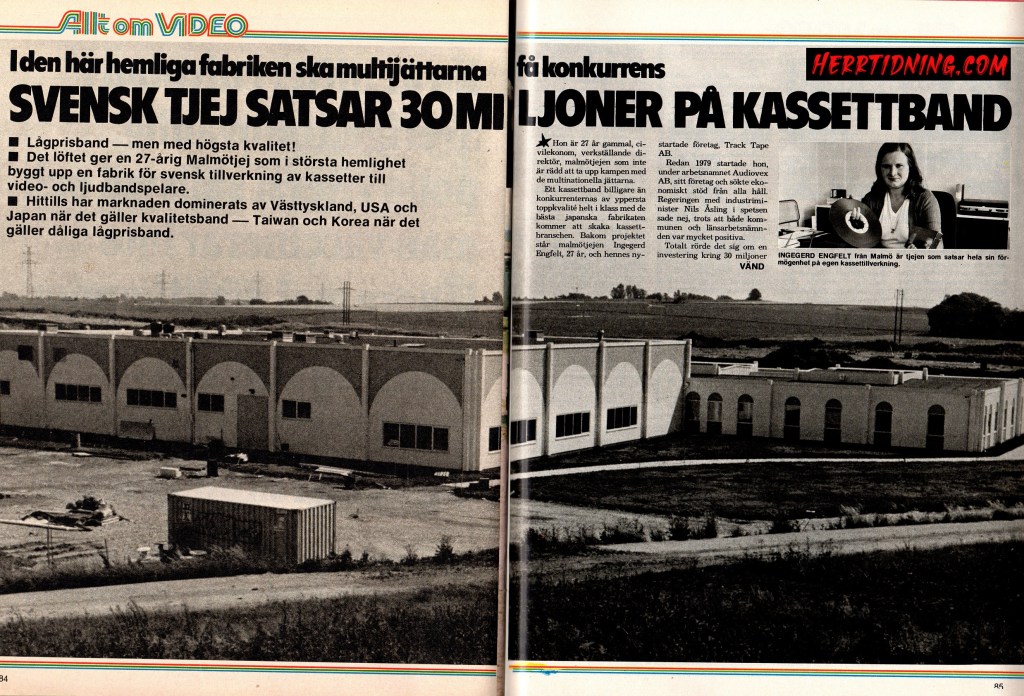 Allt om VIDEO
I den här hemliga fabriken ska multijättarna få konkurrens
HERRTIDNING.COM
SVENSK TJEJ SATSAR 30 MILJONER PÅ KASSETTBAND
■ Lågprisband — men med högsta kvalitet!
■ Det löftet ger en 27-årig Malmötjej som i största hemlighet
byggt upp en fabrik för svensk tillverkning av kassetter till
video- och ljudbandspelare.
■ Hittills har marknaden dominerats av Västtyskland, USA och
Japan när det gäller kvalitetsband — Taiwan och Korea när det
gäller dåliga lågprisband.
★ Hon är 27 år gammal, ci-
vilekonom, verkställande di-
rektör, malmötjejen som inte
är rädd att ta upp kampen med
de multinationella jättarna.
Ett kassettband billigare än
konkurrenternas av yppersta
toppkvalité helt i klass med de
bästa japanska fabrikaten
kommer att skaka kassett-
branschen. Bakom projektet
står malmötjejen Ingegerd
Engfelt, 27 år, och hennes ny-
startade företag, Track Tape
AB.
Redan 1979 startade hon,
under arbetsnamnet Audiovex
AB, sitt företag och sökte eko-
nomiskt stöd från alla håll.
Regeringen med industrimi-
nister Nils Åsling i spetsen
sade nej, trots att både kom-
munen och länsarbetsnämn-
den var mycket positiva.
Totalt rörde det sig om en
investering kring 30 miljoner
VÄND
INGEGERD ENGFELT från Malmö är tjejen som satsar hela sin för-
mögenhet på egen kassettillverkning.
84
85